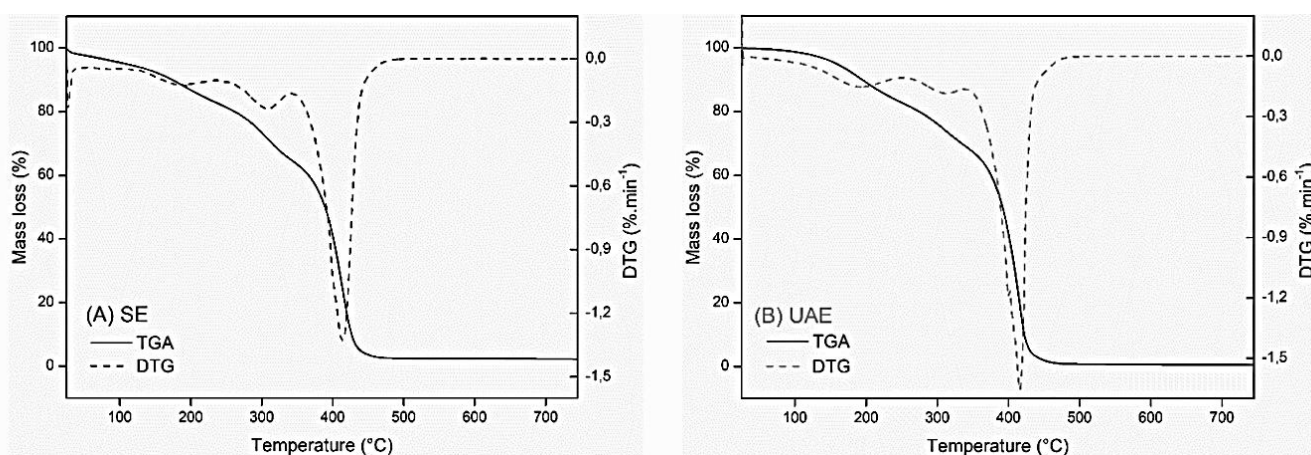 100
80
60
40
20
0
Mass loss (%)
0,0
-0,3
-0,6
-0,9
-1,2
-1,5
DTG (%.min⁻¹)
(A) SE
TGA
DTG
100 200 300 400 500 600 700
Temperature (°C)
100
80
60
40
20
0
Mass loss (%)
0,0
-0,3
-0,6
-0,9
-1,2
-1,5
DTG (%.min⁻¹)
(B) UAE
TGA
DTG
100 200 300 400 500 600 700
Temperature (°C)